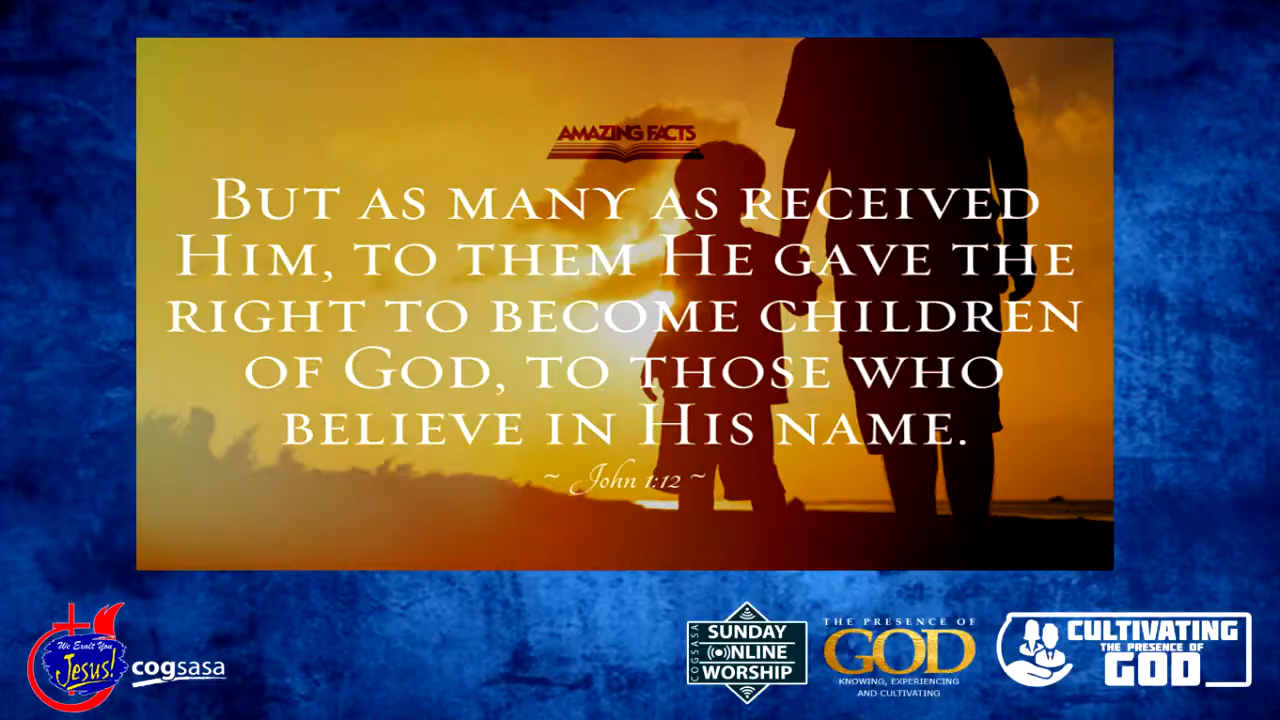 AMAZING FACTS
BUT AS MANY AS RECEIVED
HIM, TO THEM HE GAVE THE
RIGHT TO BECOME CHILDREN
OF GOD, TO THOSE WHO
BELIEVE IN HIS NAME.
~ John 1:12 ~
We Exalt You
Jesus!
cogsasa
COGSASA
SUNDAY
ONLINE
WORSHIP
THE PRESENCE OF
GOD
KNOWING, EXPERIENCING
AND CULTIVATING
CULTIVATING
THE PRESENCE OF
GOD